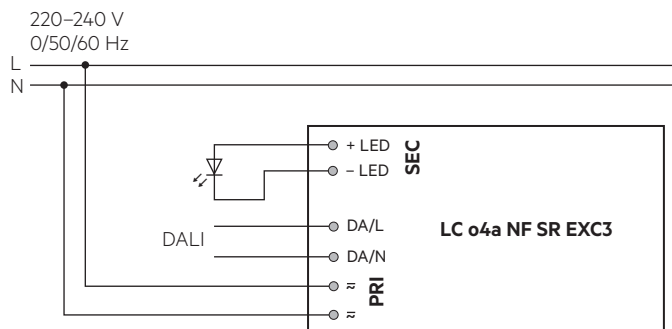 220–240 V
0/50/60 Hz
L
N
+ LED
– LED
SEC
DA/L
DALI
DA/N
LC o4a NF SR EXC3
≂
PRI
≂